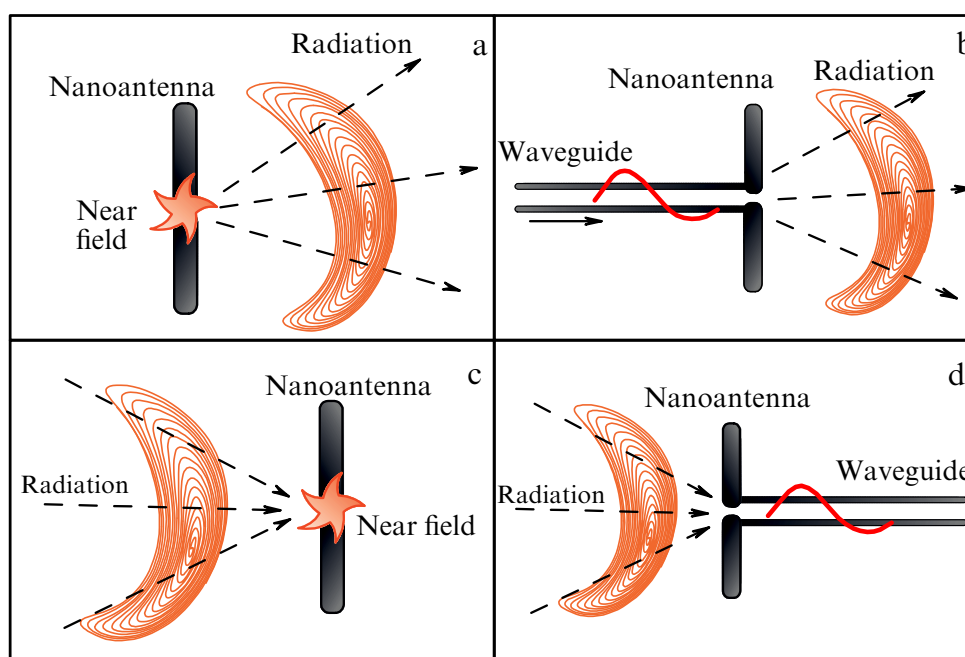 a
Radiation
Nanoantenna
Near
field
b
Radiation
Nanoantenna
Waveguide
c
Nanoantenna
Radiation
Near field
d
Nanoantenna
Waveguide
Radiation